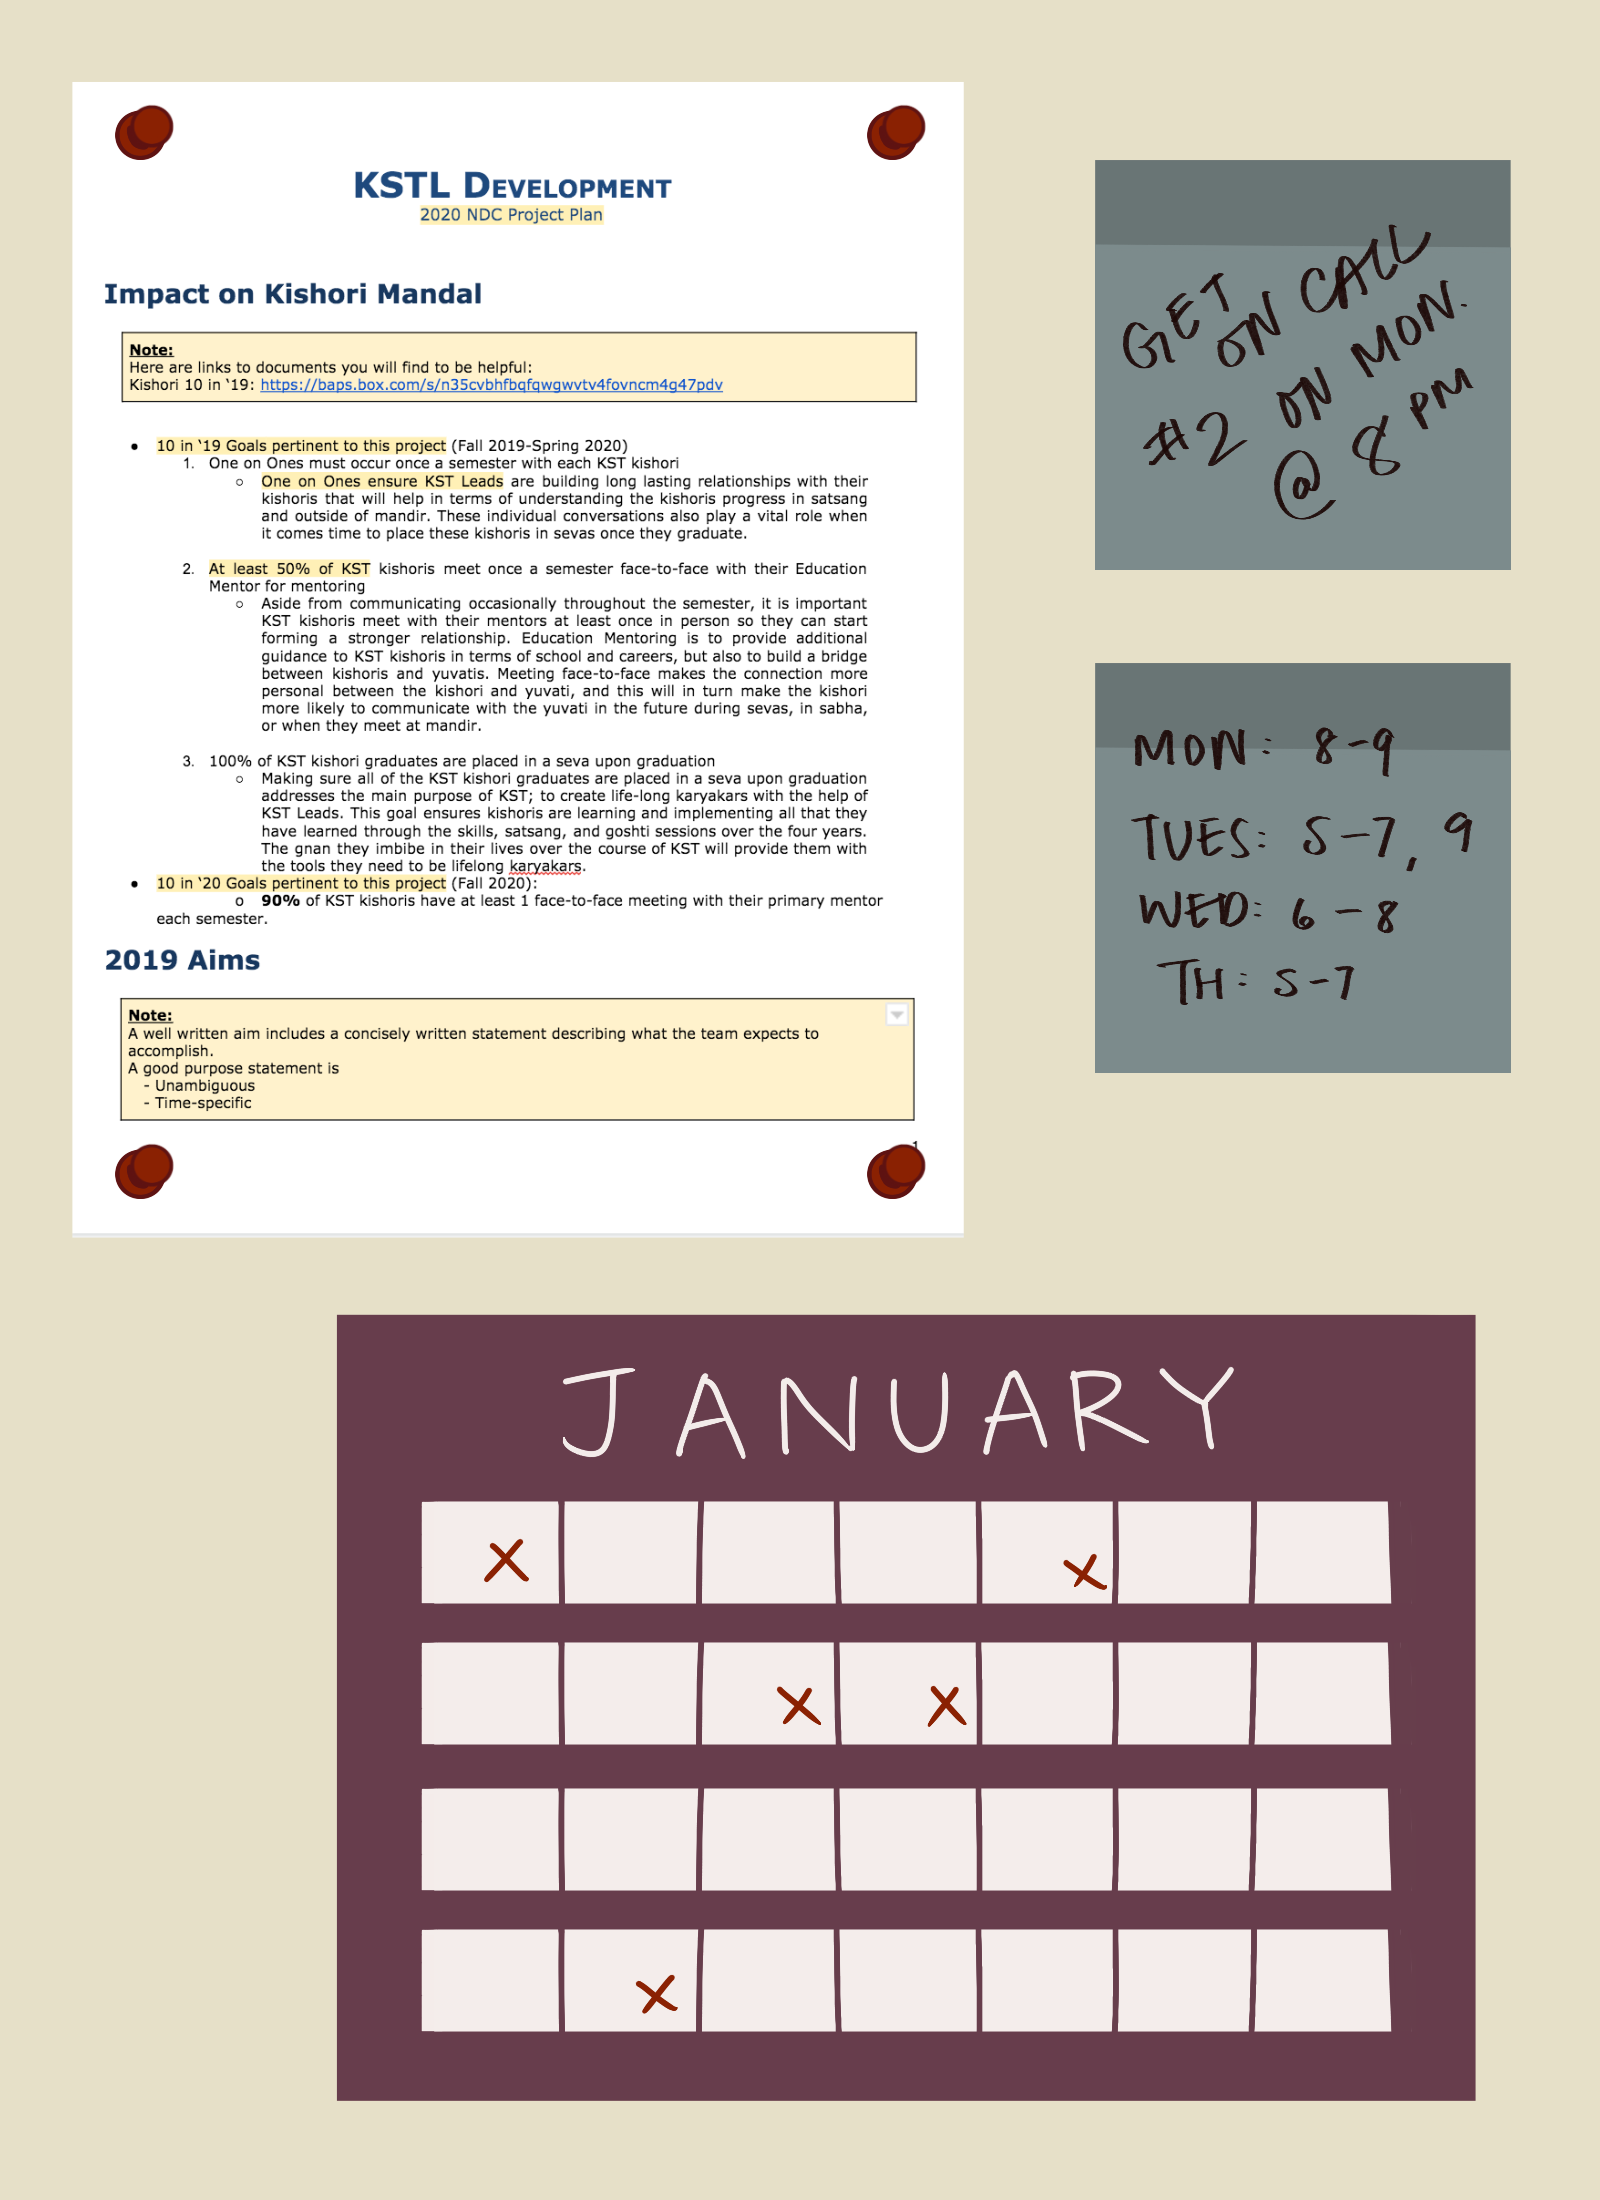 KSTL DEVELOPMENT
2020 NDC Project Plan
Impact on Kishori Mandal
Note:
Here are links to documents you will find to be helpful:
Kishori 10 in ‘19: https://baps.box.com/s/n35cvbhfbqfqwgwvtv4fovncm4g47pdv
● 10 in ‘19 Goals pertinent to this project (Fall 2019-Spring 2020)
1. One on Ones must occur once a semester with each KST kishori
○ One on Ones ensure KST Leads are building long lasting relationships with their
kishoris that will help in terms of understanding the kishoris progress in satsang
and outside of mandir. These individual conversations also play a vital role when
it comes time to place these kishoris in sevas once they graduate.
2. At least 50% of KST kishoris meet once a semester face-to-face with their Education
Mentor for mentoring
○ Aside from communicating occasionally throughout the semester, it is important
KST kishoris meet with their mentors at least once in person so they can start
forming a stronger relationship. Education Mentoring is to provide additional
guidance to KST kishoris in terms of school and careers, but also to build a bridge
between kishoris and yuvatis. Meeting face-to-face makes the connection more
personal between the kishori and yuvati, and this will in turn make the kishori
more likely to communicate with the yuvati in the future during sevas, in sabha,
or when they meet at mandir.
3. 100% of KST kishori graduates are placed in a seva upon graduation
○ Making sure all of the KST kishori graduates are placed in a seva upon graduation
addresses the main purpose of KST; to create life-long karyakars with the help of
KST Leads. This goal ensures kishoris are learning and implementing all that they
have learned through the skills, satsang, and goshti sessions over the four years.
The gnan they imbibe in their lives over the course of KST will provide them with
the tools they need to be lifelong karyakars.
● 10 in ‘20 Goals pertinent to this project (Fall 2020):
o 90% of KST kishoris have at least 1 face-to-face meeting with their primary mentor
each semester.
2019 Aims
Note:
A well written aim includes a concisely written statement describing what the team expects to
accomplish.
A good purpose statement is
- Unambiguous
- Time-specific
1
GET
ON CALL
#2 ON MON.
@ 8 PM
MON: 8-9
TUES: 5-7, 9
WED: 6-8
TH: 5-7
JANUARY